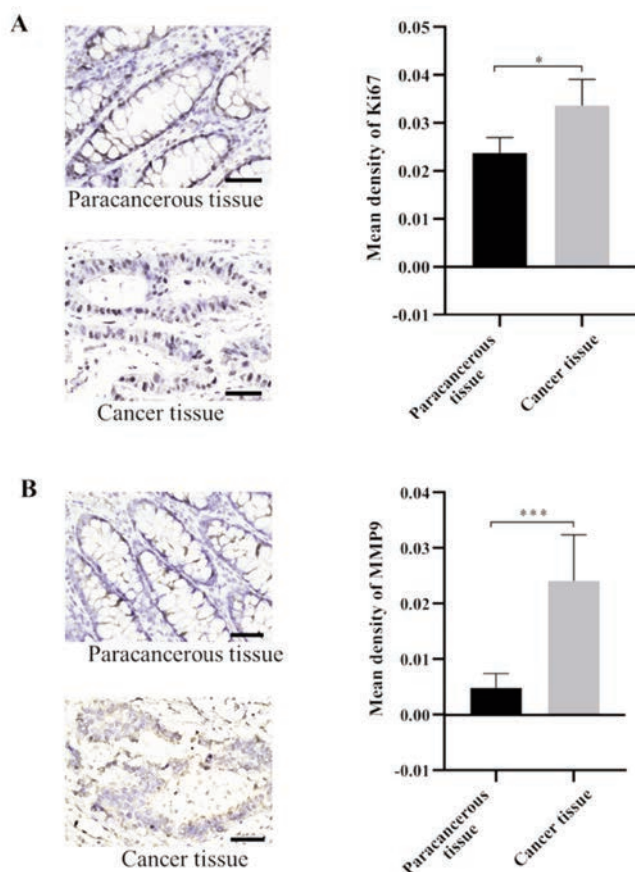 A
Paracancerous tissue
Cancer tissue
Mean density of Ki67
0.05
0.04
0.03
0.02
0.01
0.00
-0.01
*
Paracancerous
tissue
Cancer tissue
B
Paracancerous tissue
Cancer tissue
Mean density of MMP9
0.04
0.03
0.02
0.01
0.00
-0.01
***
Paracancerous
tissue
Cancer tissue